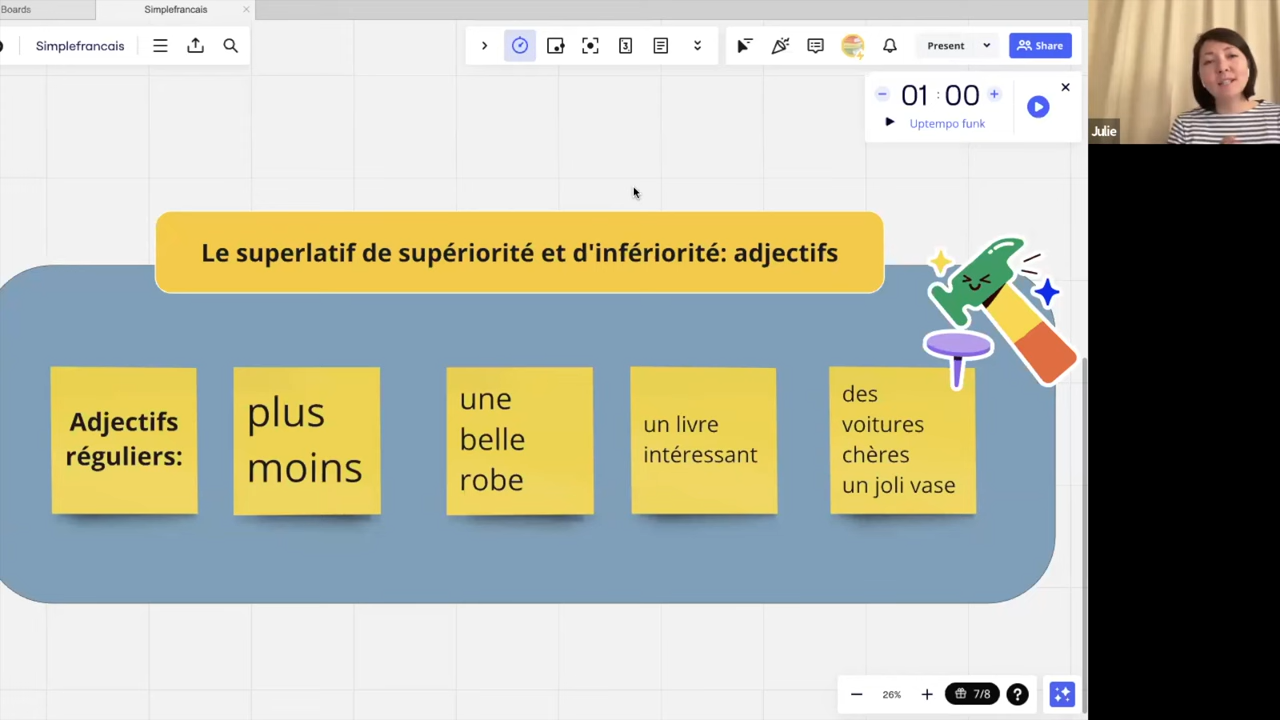 Boards
Simplefrancais
Simplefrancais
3
Present
Share
01 : 00
Uptempo funk
Julie
Le superlatif de supériorité et d'infériorité: adjectifs
Adjectifs
réguliers:
plus
moins
une
belle
robe
un livre
intéressant
des
voitures
chères
un joli vase
26%
7/8
?